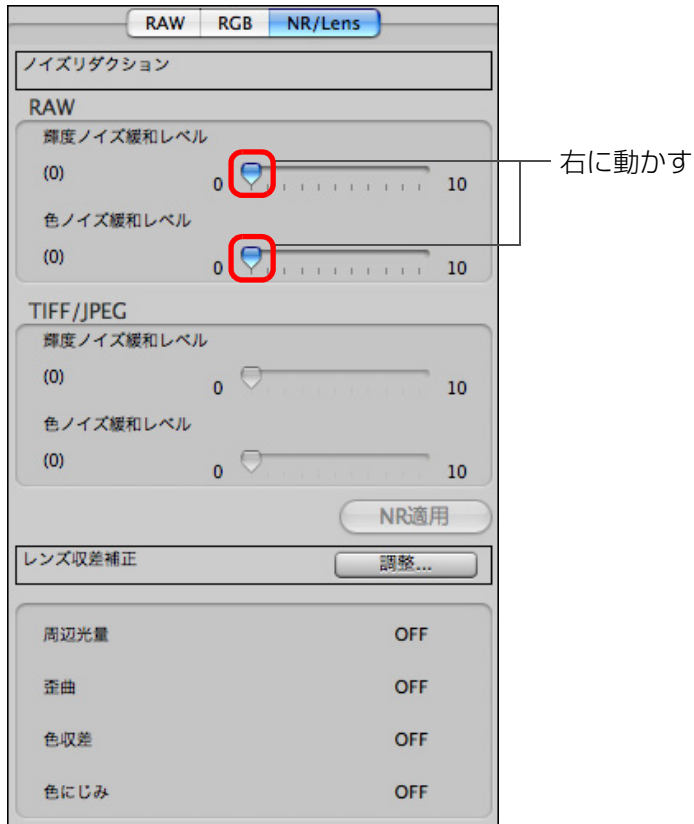 RAW RGB NR/Lens
ノイズリダクション
RAW
輝度ノイズ緩和レベル
(0) 0 10
右に動かす
色ノイズ緩和レベル
(0) 0 10
TIFF/JPEG
輝度ノイズ緩和レベル
(0) 0 10
色ノイズ緩和レベル
(0) 0 10
NR適用
レンズ収差補正 調整...
周辺光量 OFF
歪曲 OFF
色収差 OFF
色にじみ OFF